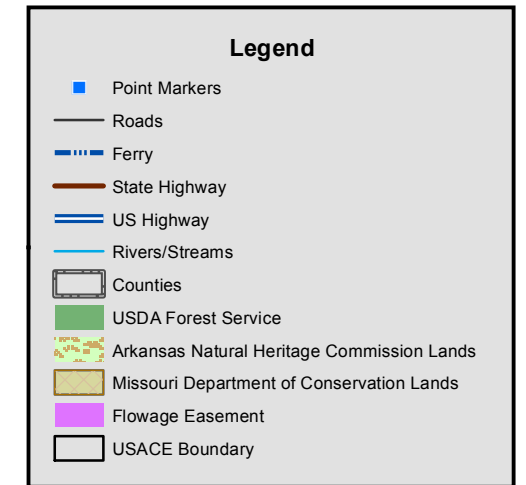 Legend
Point Markers
Roads
Ferry
State Highway
US Highway
Rivers/Streams
Counties
USDA Forest Service
Arkansas Natural Heritage Commission Lands
Missouri Department of Conservation Lands
Flowage Easement
USACE Boundary